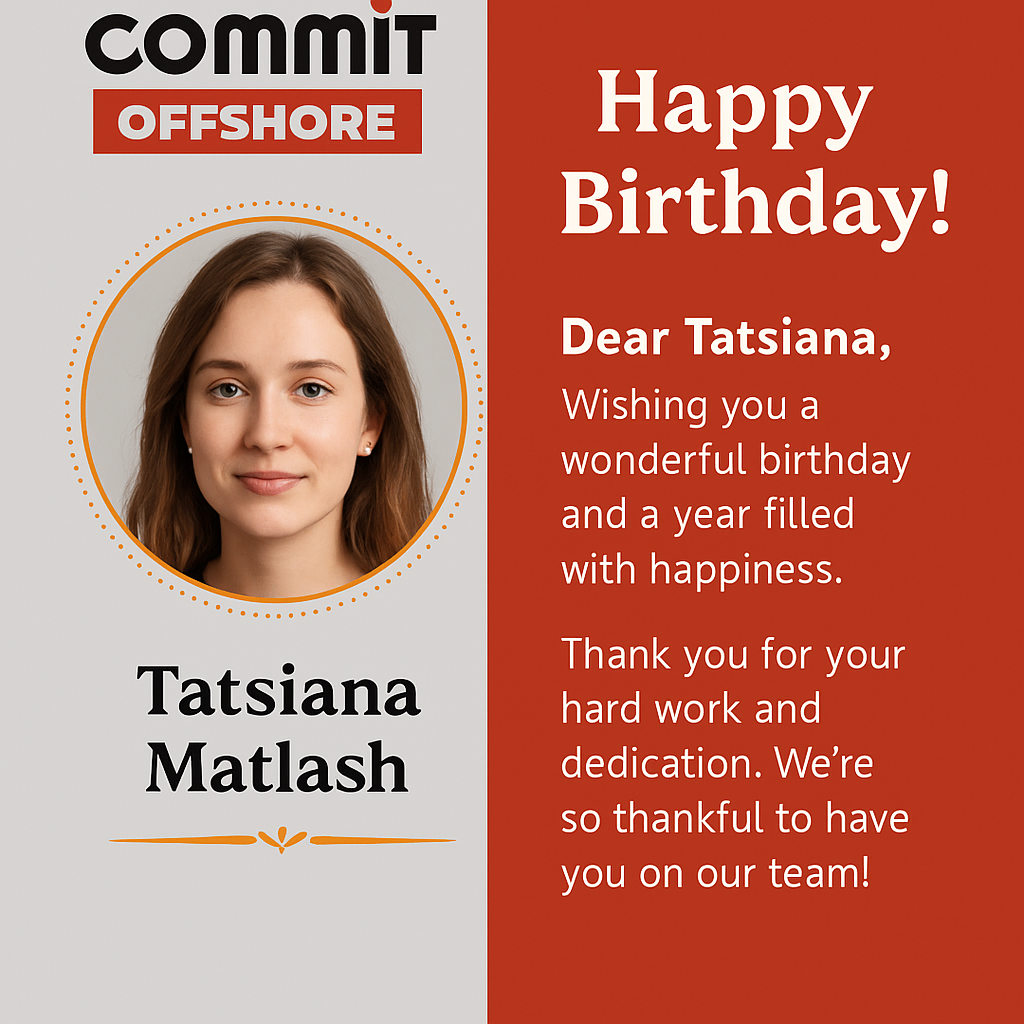 COMMIT
OFFSHORE
Tatsiana
Matlash
Happy
Birthday!
Dear Tatsiana,
Wishing you a
wonderful birthday
and a year filled
with happiness.
Thank you for your
hard work and
dedication. We’re
so thankful to have
you on our team!